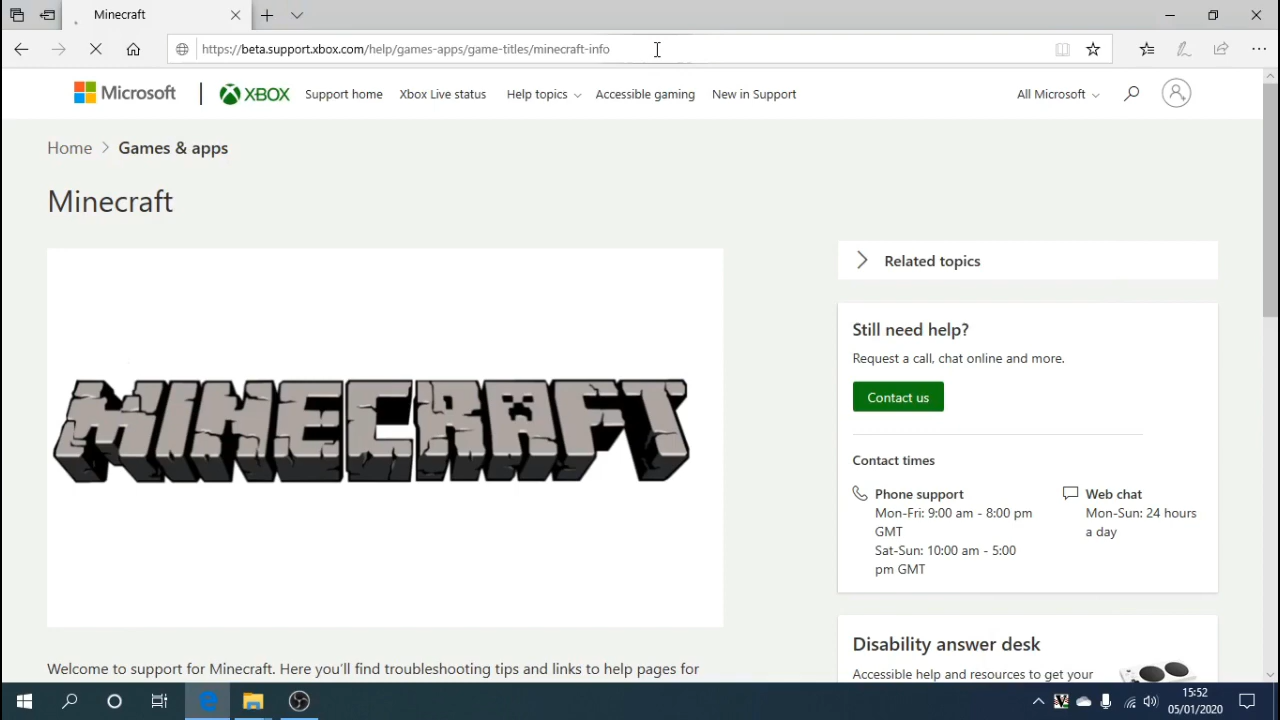 Minecraft
https://beta.support.xbox.com/help/games-apps/game-titles/minecraft-info
Microsoft
XBOX
Support home
Xbox Live status
Help topics
Accessible gaming
New in Support
All Microsoft
Home
Games & apps
Minecraft
MINECRAFT
Related topics
Still need help?
Request a call, chat online and more.
Contact us
Contact times
Phone support
Mon-Fri: 9:00 am - 8:00 pm
GMT
Sat-Sun: 10:00 am - 5:00
pm GMT
Web chat
Mon-Sun: 24 hours
a day
Welcome to support for Minecraft. Here you'll find troubleshooting tips and links to help pages for
Disability answer desk
Accessible help and resources to get your
15:52
05/01/2020